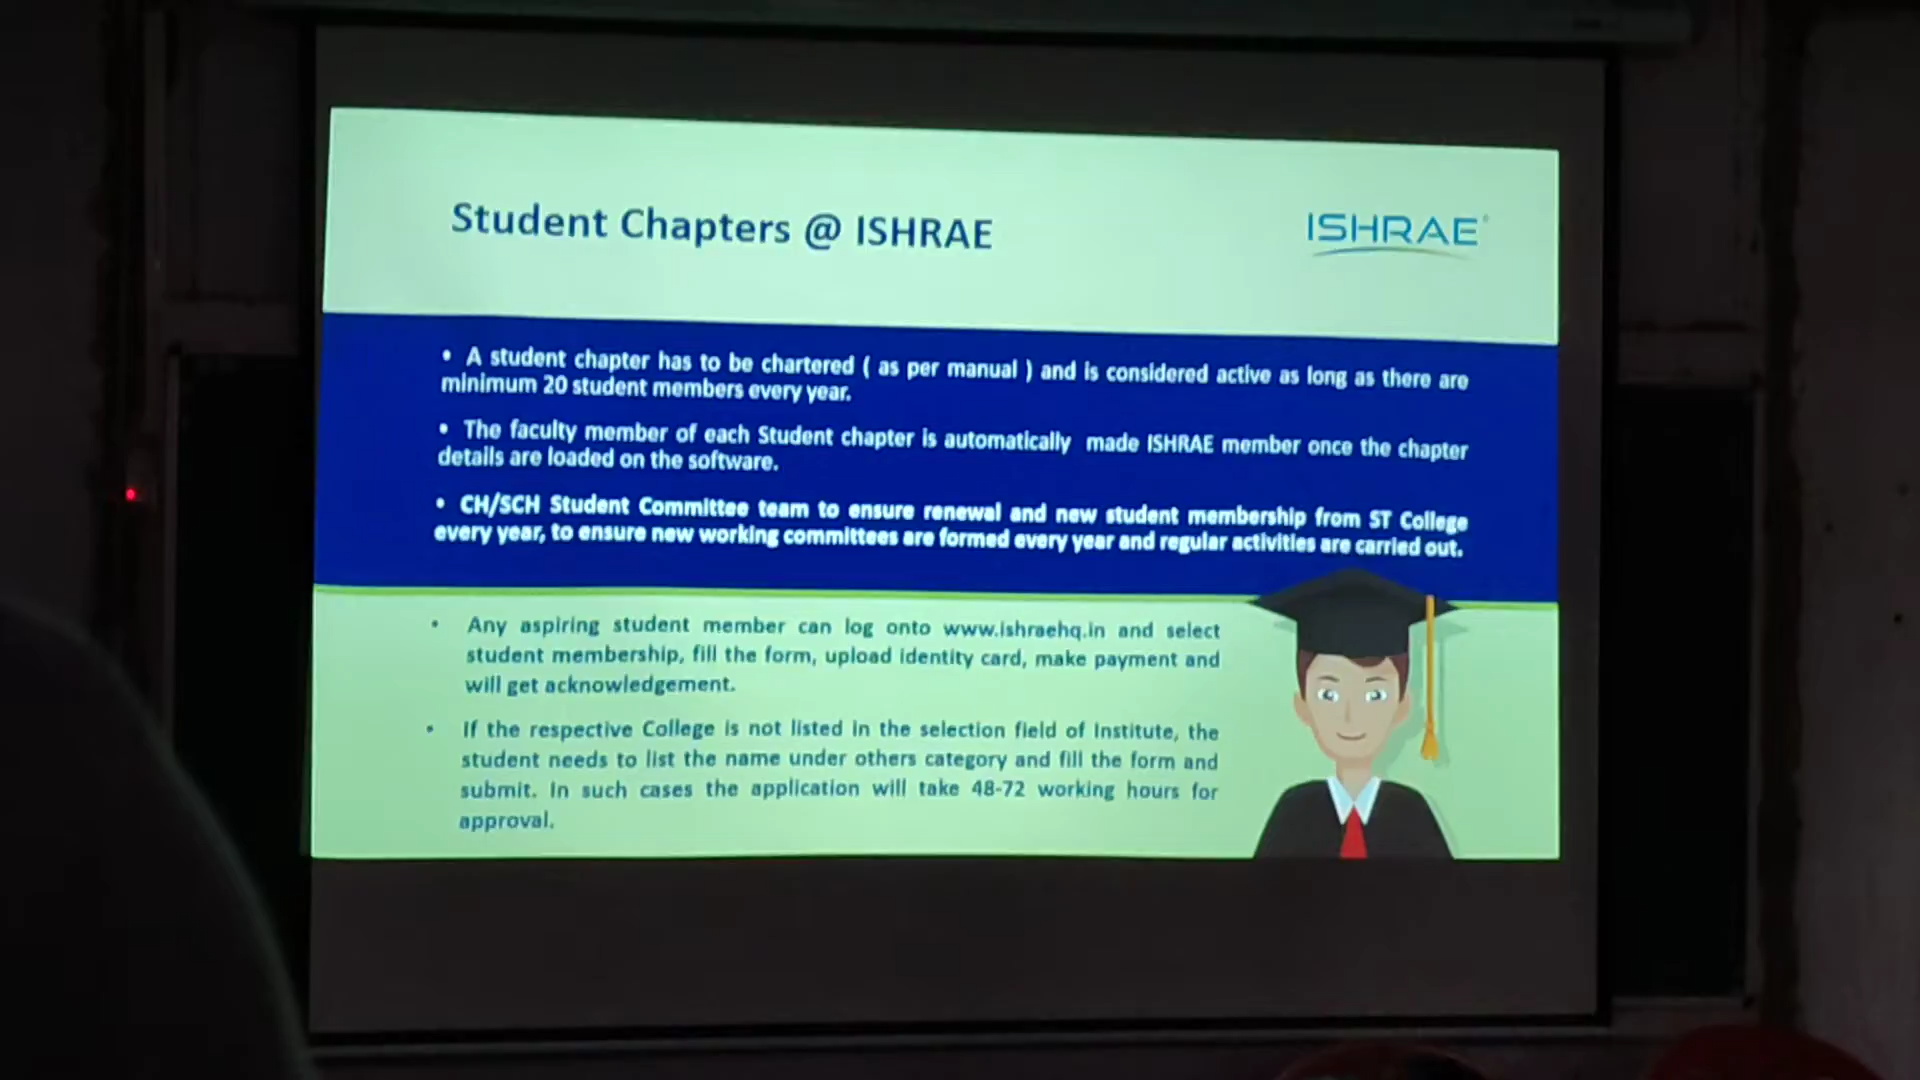 Student Chapters @ ISHRAE
ISHRAE®
• A student chapter has to be chartered ( as per manual ) and is considered active as long as there are
minimum 20 student members every year.
• The faculty member of each Student chapter is automatically made ISHRAE member once the chapter
details are loaded on the software.
• CH/SCH Student Committee team to ensure renewal and new student membership from ST College
every year, to ensure new working committees are formed every year and regular activities are carried out.
• Any aspiring student member can log onto www.ishraehq.in and select
student membership, fill the form, upload identity card, make payment and
will get acknowledgement.
• If the respective College is not listed in the selection field of Institute, the
student needs to list the name under others category and fill the form and
submit. In such cases the application will take 48-72 working hours for
approval.